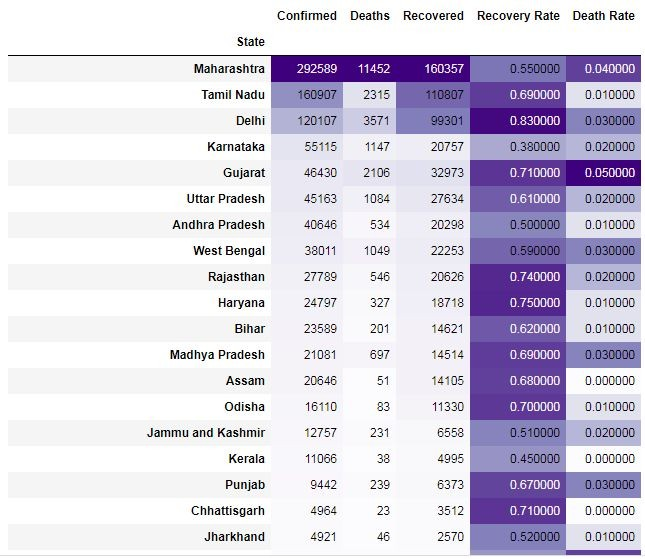 Confirmed Deaths Recovered Recovery Rate Death Rate
State
Maharashtra 292589 11452 160357 0.550000 0.040000
Tamil Nadu 160907 2315 110807 0.690000 0.010000
Delhi 120107 3571 99301 0.830000 0.030000
Karnataka 55115 1147 20757 0.380000 0.020000
Gujarat 46430 2106 32973 0.710000 0.050000
Uttar Pradesh 45163 1084 27634 0.610000 0.020000
Andhra Pradesh 40646 534 20298 0.500000 0.010000
West Bengal 38011 1049 22253 0.590000 0.030000
Rajasthan 27789 546 20626 0.740000 0.020000
Haryana 24797 327 18718 0.750000 0.010000
Bihar 23589 201 14621 0.620000 0.010000
Madhya Pradesh 21081 697 14514 0.690000 0.030000
Assam 20646 51 14105 0.680000 0.000000
Odisha 16110 83 11330 0.700000 0.010000
Jammu and Kashmir 12757 231 6558 0.510000 0.020000
Kerala 11066 38 4995 0.450000 0.000000
Punjab 9442 239 6373 0.670000 0.030000
Chhattisgarh 4964 23 3512 0.710000 0.000000
Jharkhand 4921 46 2570 0.520000 0.010000